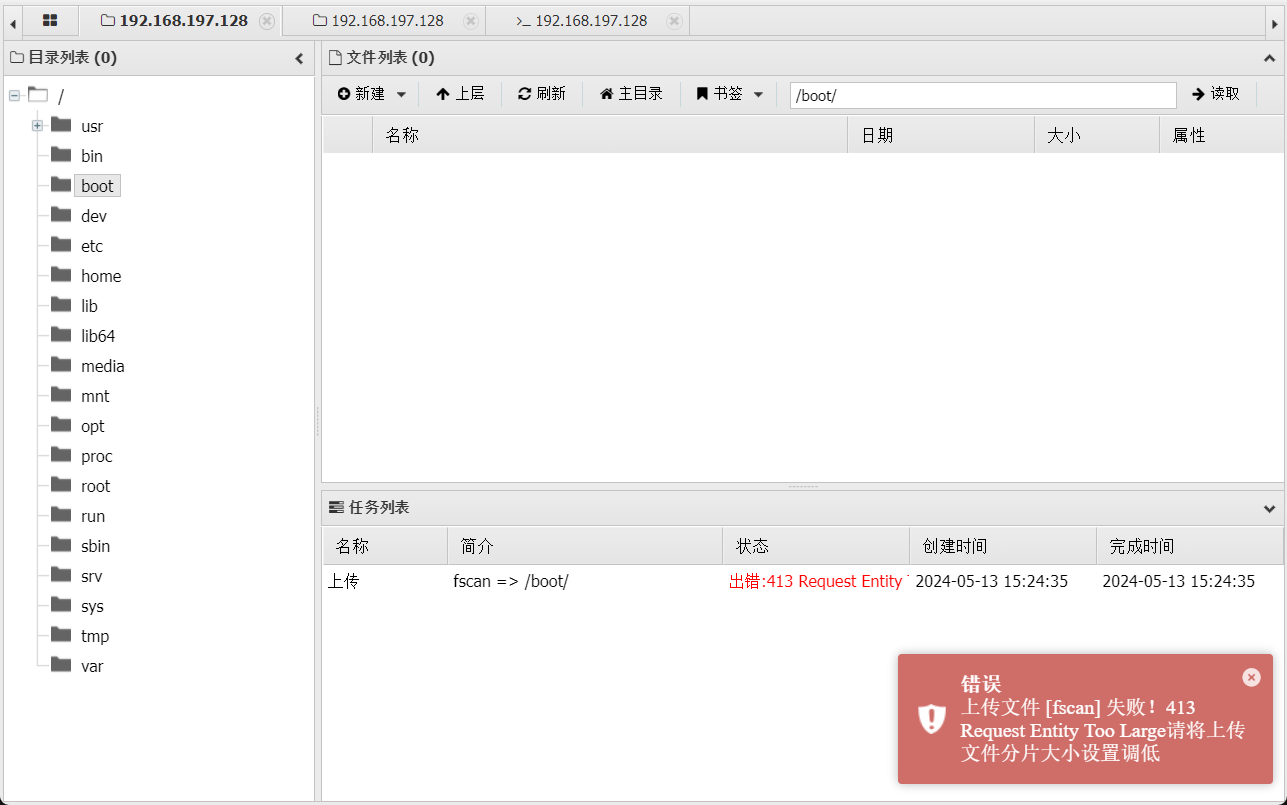 192.168.197.128 192.168.197.128 >_ 192.168.197.128
目录列表 (0)
/
usr
bin
boot
dev
etc
home
lib
lib64
media
mnt
opt
proc
root
run
sbin
srv
sys
tmp
var
文件列表 (0)
新建 上层 刷新 主目录 书签 /boot/ 读取
名称 日期 大小 属性
任务列表
名称 简介 状态 创建时间 完成时间
上传 fscan => /boot/ 出错:413 Request Entity 2024-05-13 15:24:35 2024-05-13 15:24:35
错误
上传文件 [fscan] 失败！413
Request Entity Too Large请将上传
文件分片大小设置调低